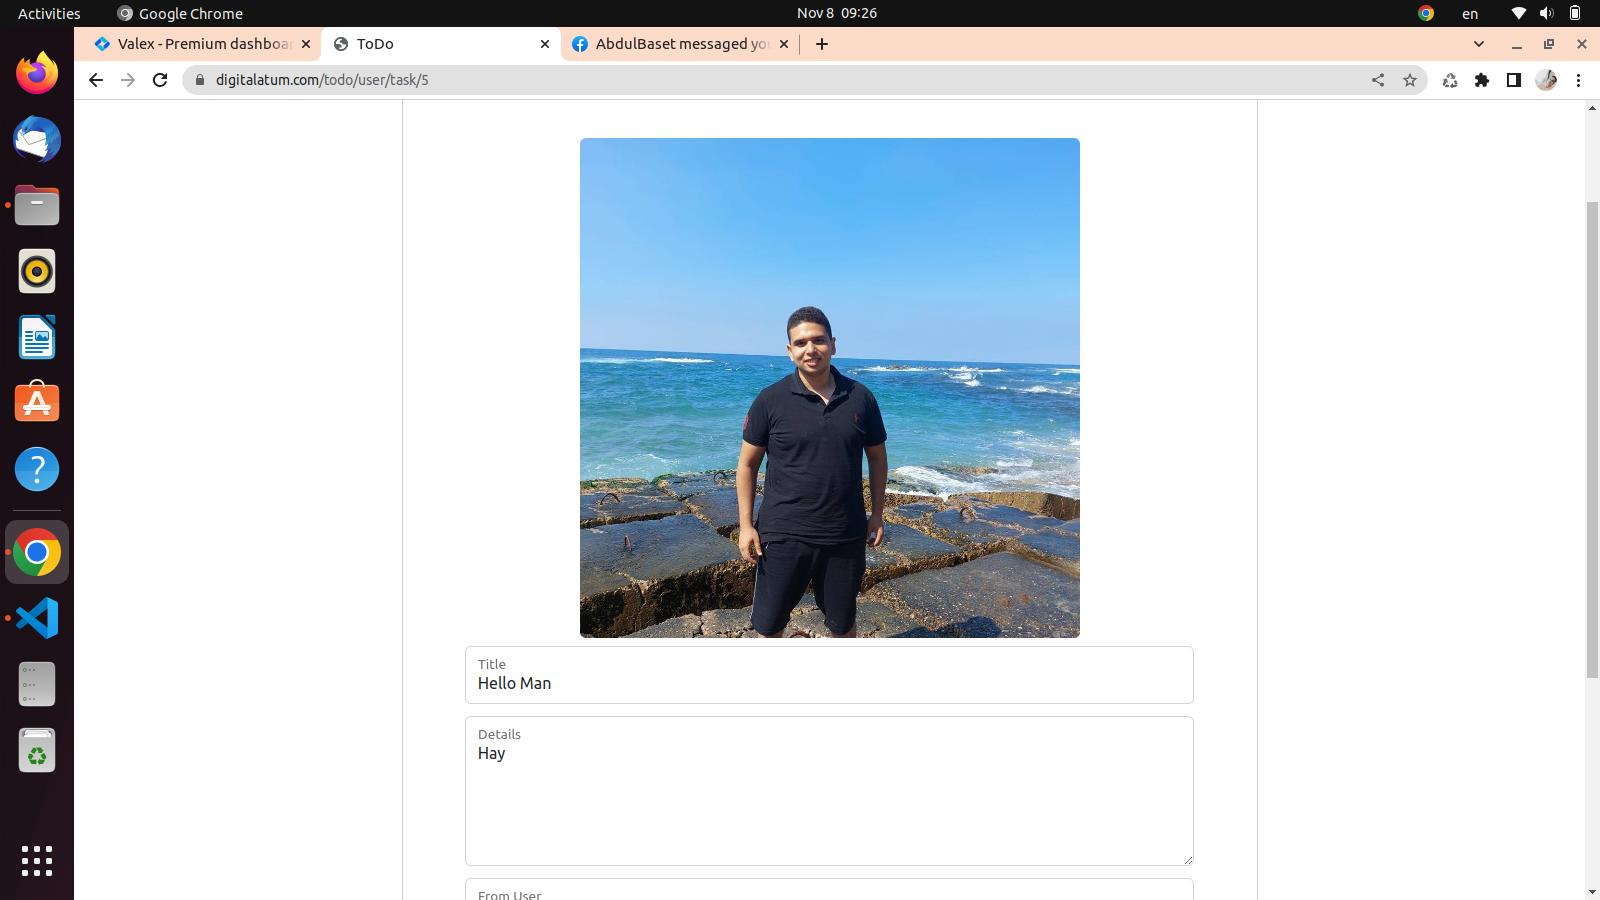 Activities
Google Chrome
Nov 8 09:26
en
Valex - Premium dashboa
ToDo
AbdulBaset messaged yo
digitalatum.com/todo/user/task/5
Title
Hello Man
Details
Hay
From User